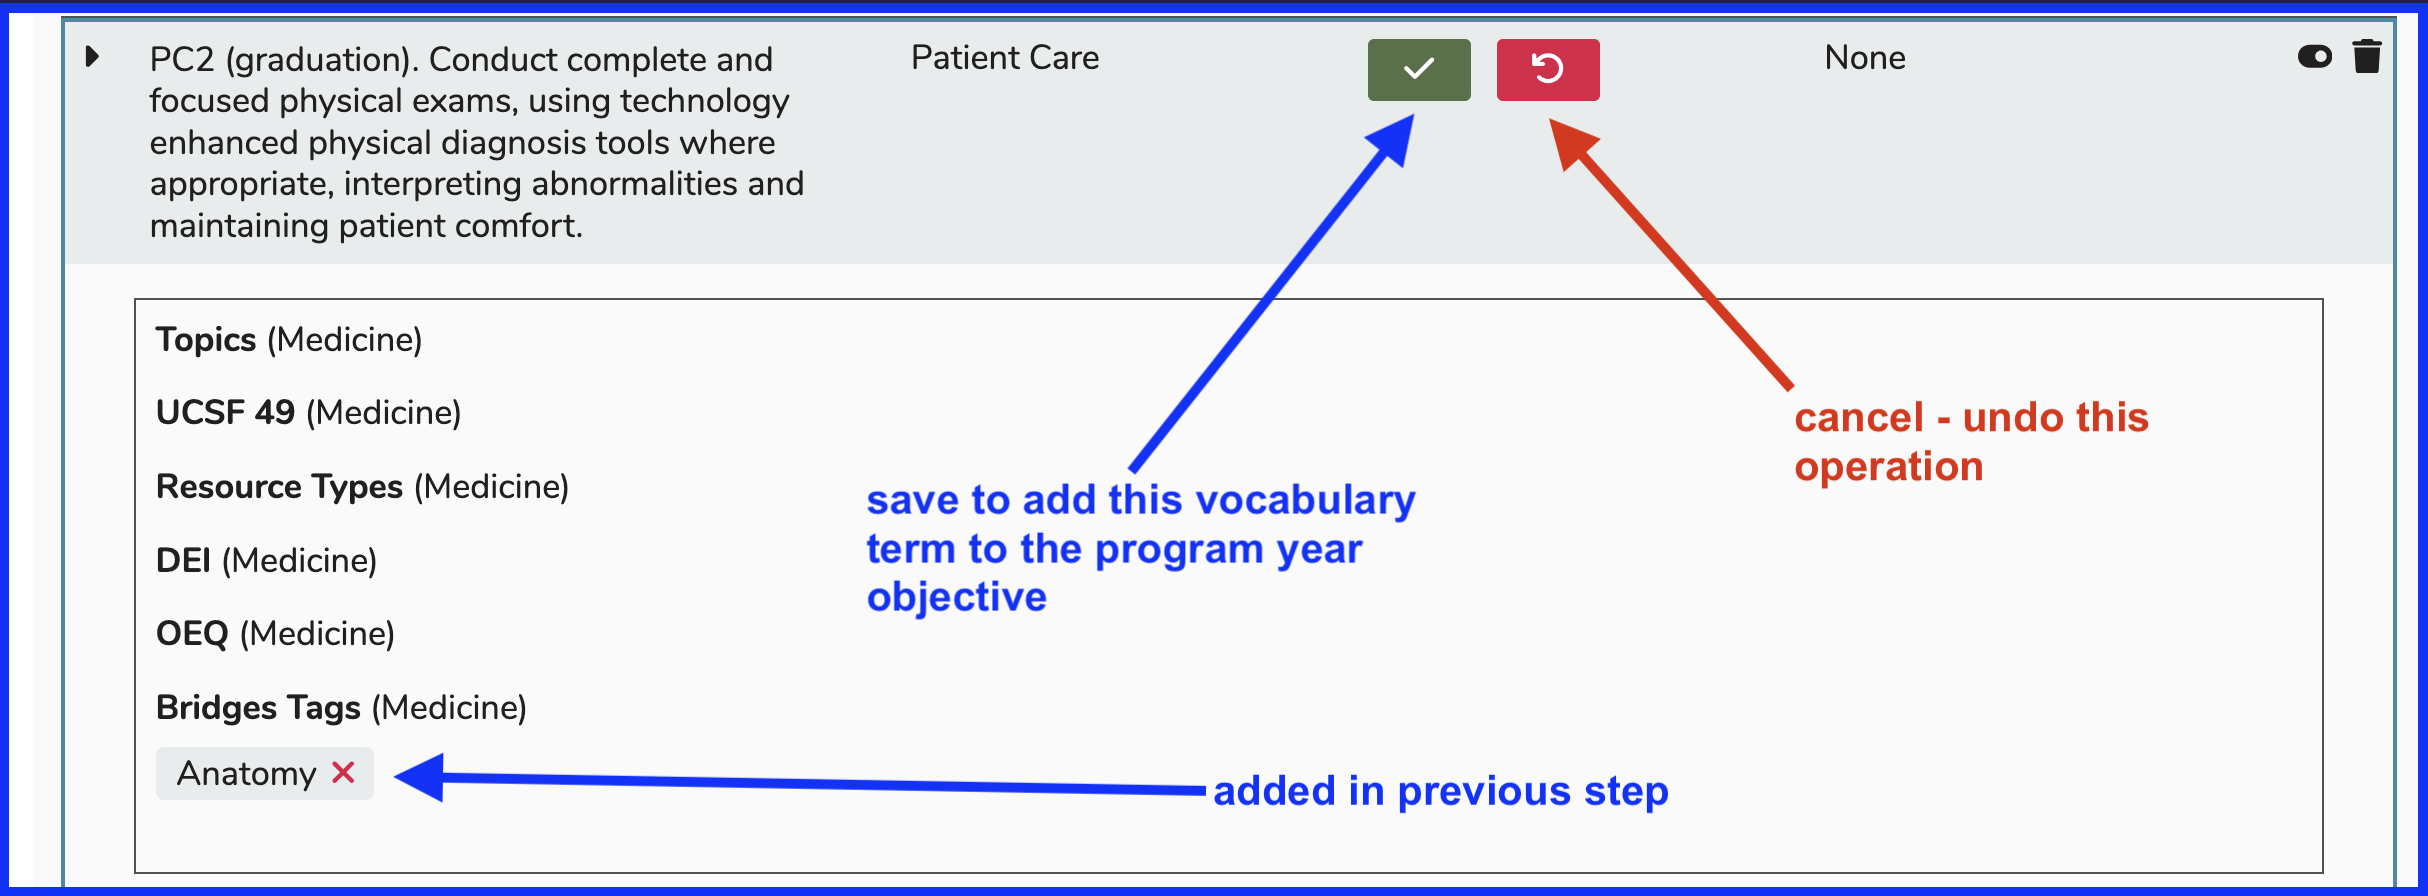 PC2 (graduation). Conduct complete and
focused physical exams, using technology
enhanced physical diagnosis tools where
appropriate, interpreting abnormalities and
maintaining patient comfort.
Patient Care
None
Topics (Medicine)
UCSF 49 (Medicine)
Resource Types (Medicine)
DEI (Medicine)
OEQ (Medicine)
Bridges Tags (Medicine)
Anatomy
save to add this vocabulary
term to the program year
objective
cancel - undo this
operation
added in previous step